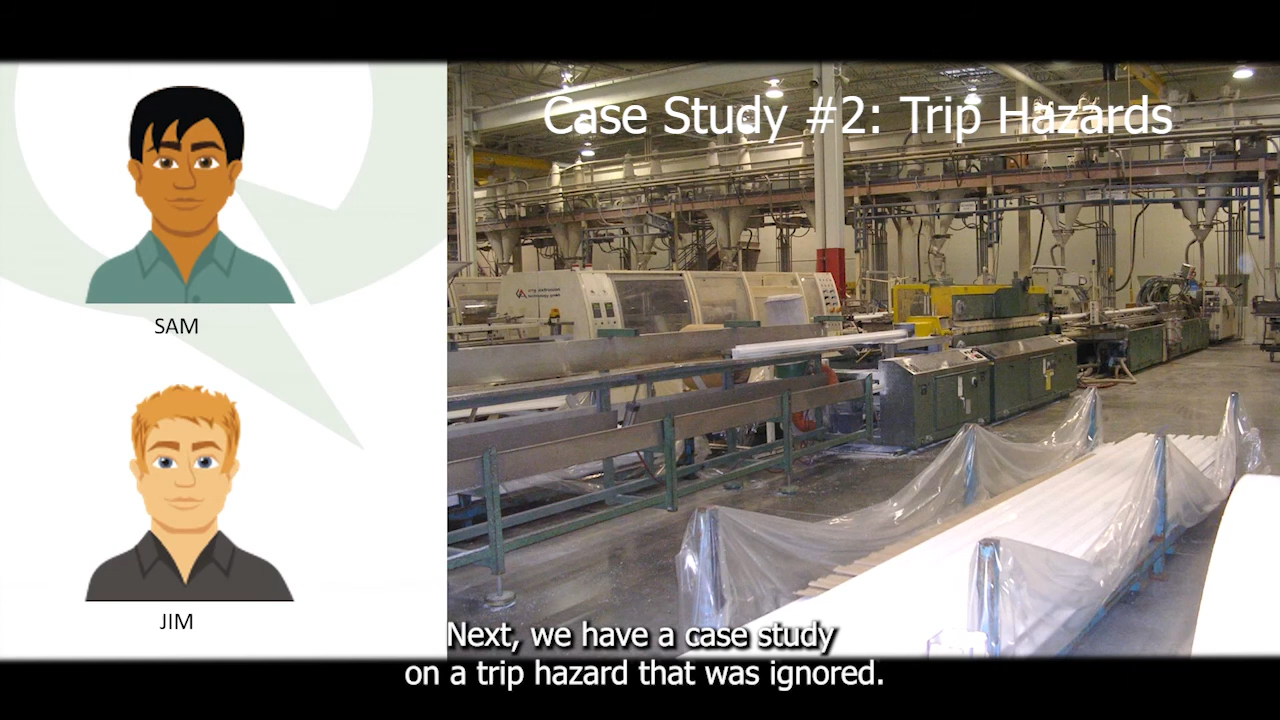 Case Study #2: Trip Hazards
SAM
JIM
Next, we have a case study
on a trip hazard that was ignored.